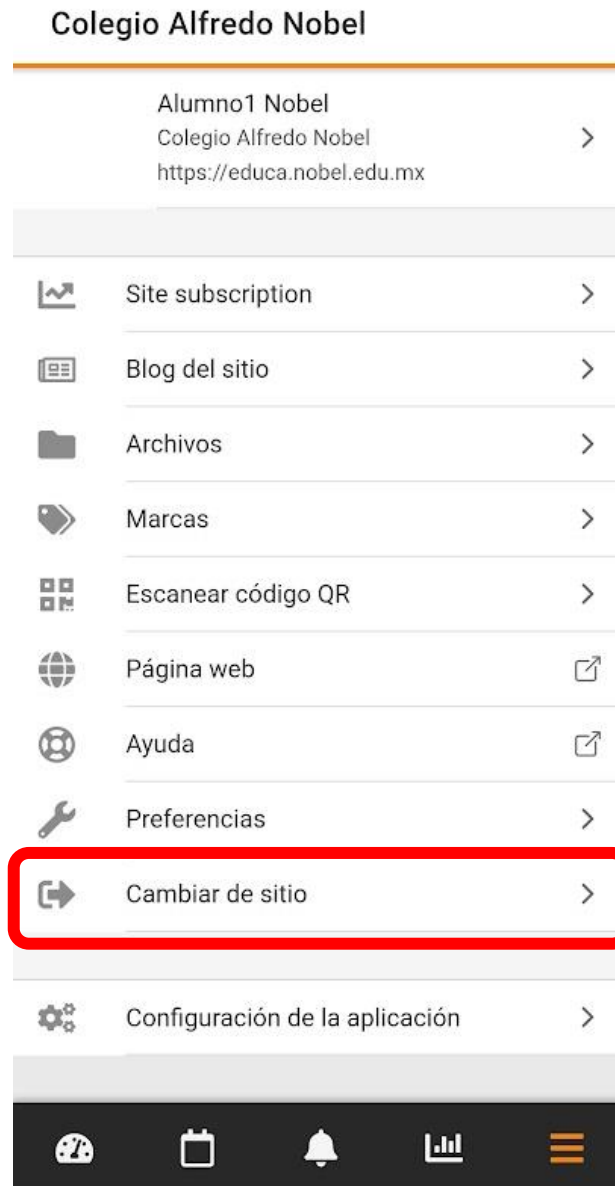 Colegio Alfredo Nobel
Alumno1 Nobel
Colegio Alfredo Nobel
https://educa.nobel.edu.mx
Site subscription
Blog del sitio
Archivos
Marcas
Escanear código QR
Página web
Ayuda
Preferencias
Cambiar de sitio
Configuración de la aplicación